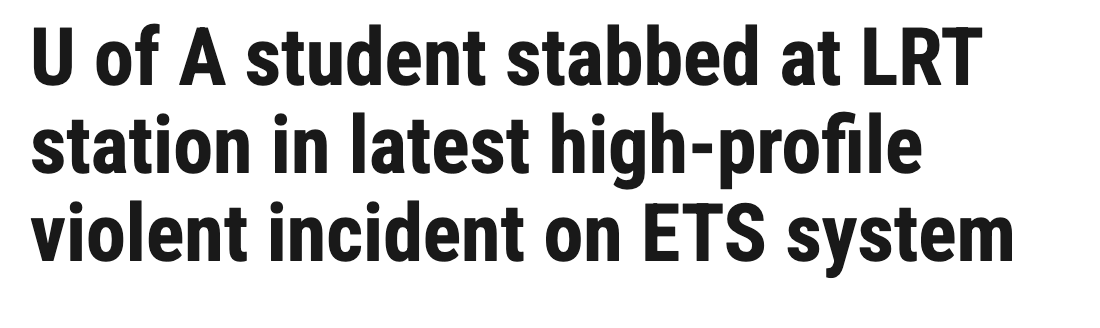 U of A student stabbed at LRT
station in latest high-profile
violent incident on ETS system